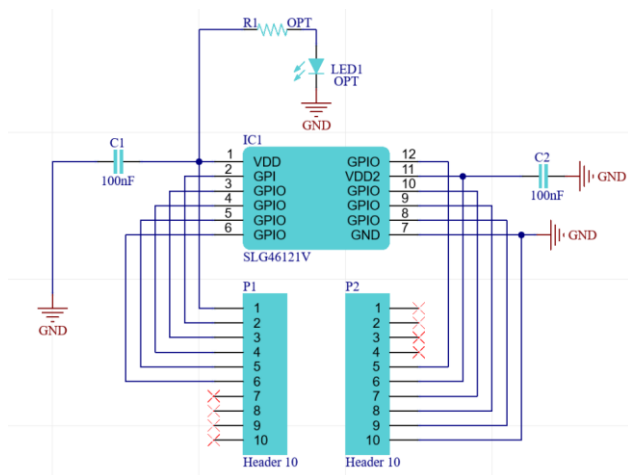 R1 OPT
LED1
OPT
GND
C1
100nF
IC1
1 VDD GPIO 12
2 GPI VDD2 11
3 GPIO GPIO 10
4 GPIO GPIO 9
5 GPIO GPIO 8
6 GPIO GND 7
SLG46121V
C2
100nF
GND
GND
GND
P1
1
2
3
4
5
6
7
8
9
10
Header 10
P2
1
2
3
4
5
6
7
8
9
10
Header 10